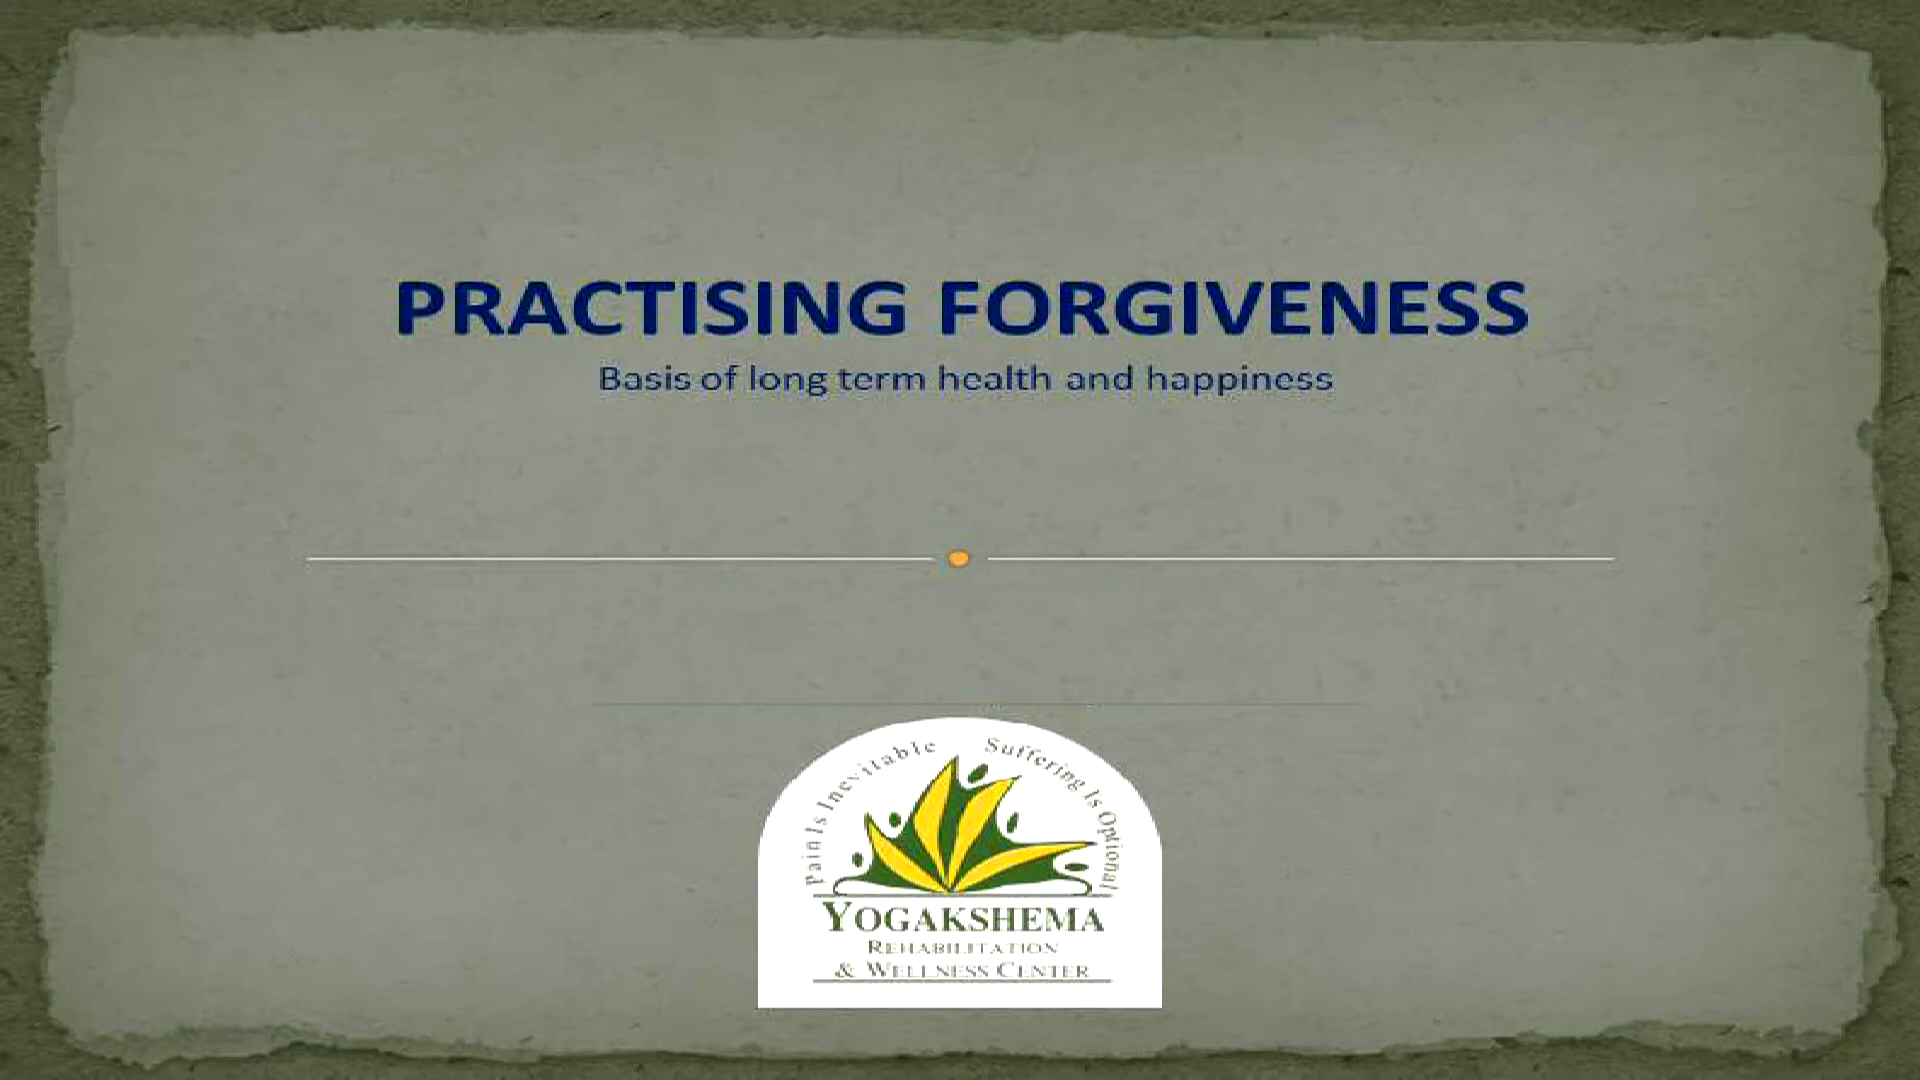 PRACTISING FORGIVENESS
Basis of long term health and happiness
Pain Is Inevitable Suffering Is Optional
YOGAKSHEMA
REHABILITATION
& WELLNESS CENTER